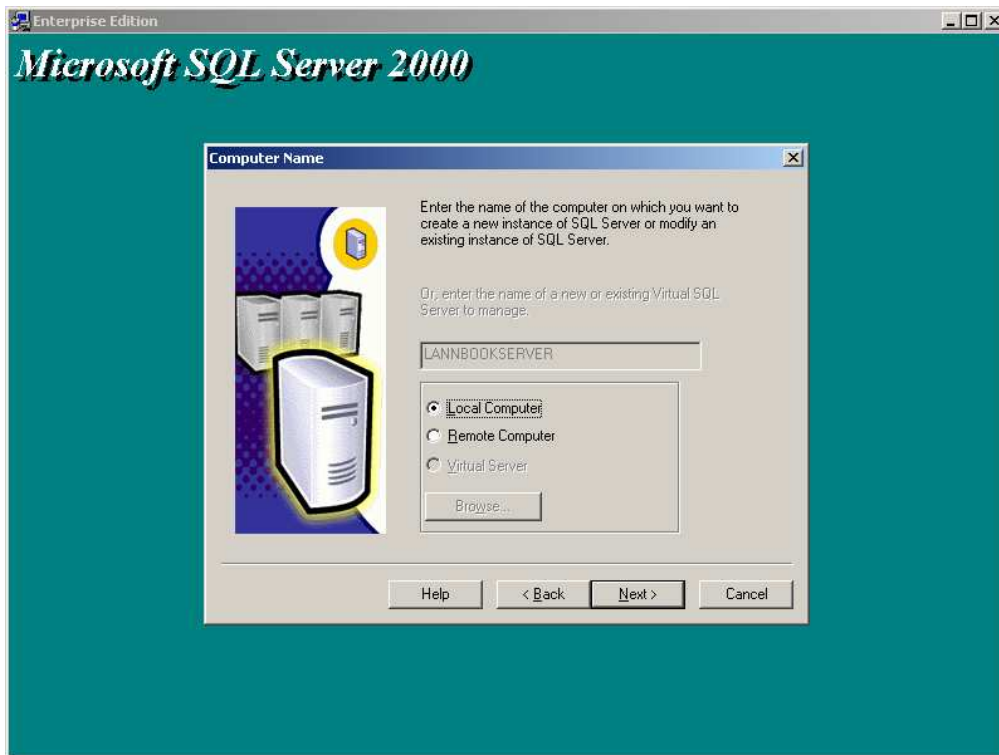 Enterprise Edition
Microsoft SQL Server 2000
Computer Name
Enter the name of the computer on which you want to
create a new instance of SQL Server or modify an
existing instance of SQL Server.
Or, enter the name of a new or existing Virtual SQL
Server to manage.
LANNBOOKSERVER
Local Computer
Remote Computer
Virtual Server
Browse...
Help
< Back
Next >
Cancel